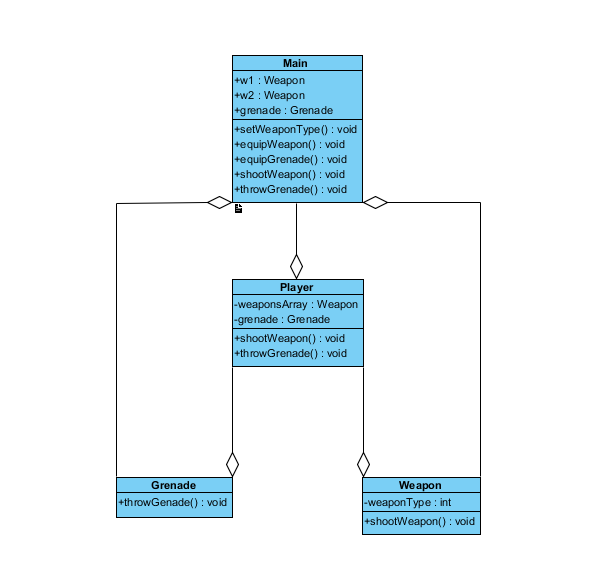 Main
+w1 : Weapon
+w2 : Weapon
+grenade : Grenade
+setWeaponType() : void
+equipWeapon() : void
+equipGrenade() : void
+shootWeapon() : void
+throwGrenade() : void
Player
-weaponsArray : Weapon
-grenade : Grenade
+shootWeapon() : void
+throwGrenade() : void
Grenade
+throwGenade() : void
Weapon
-weaponType : int
+shootWeapon() : void